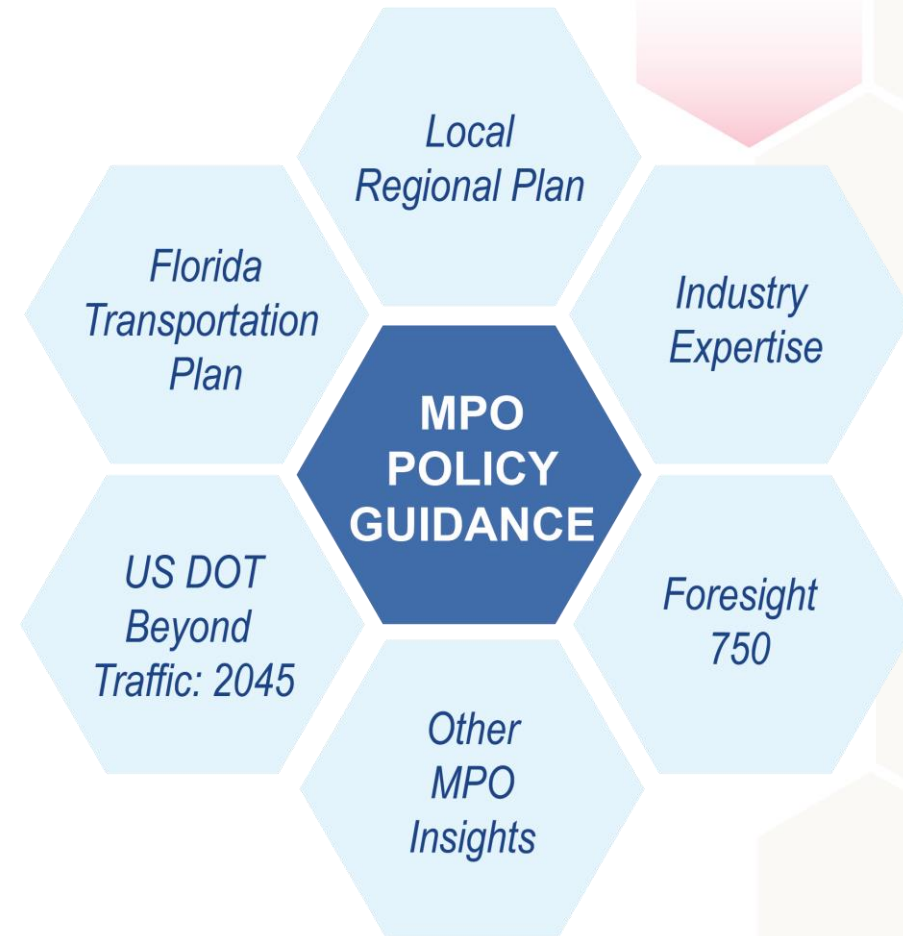 Local
Regional Plan
Florida
Transportation
Plan
Industry
Expertise
MPO
POLICY
GUIDANCE
US DOT
Beyond
Traffic: 2045
Foresight
750
Other
MPO
Insights